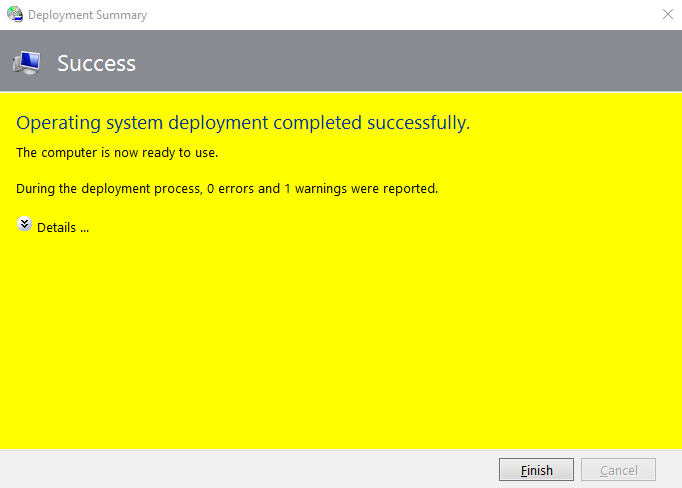 Deployment Summary
Success
Operating system deployment completed successfully.
The computer is now ready to use.
During the deployment process, 0 errors and 1 warnings were reported.
Details ...
Finish
Cancel